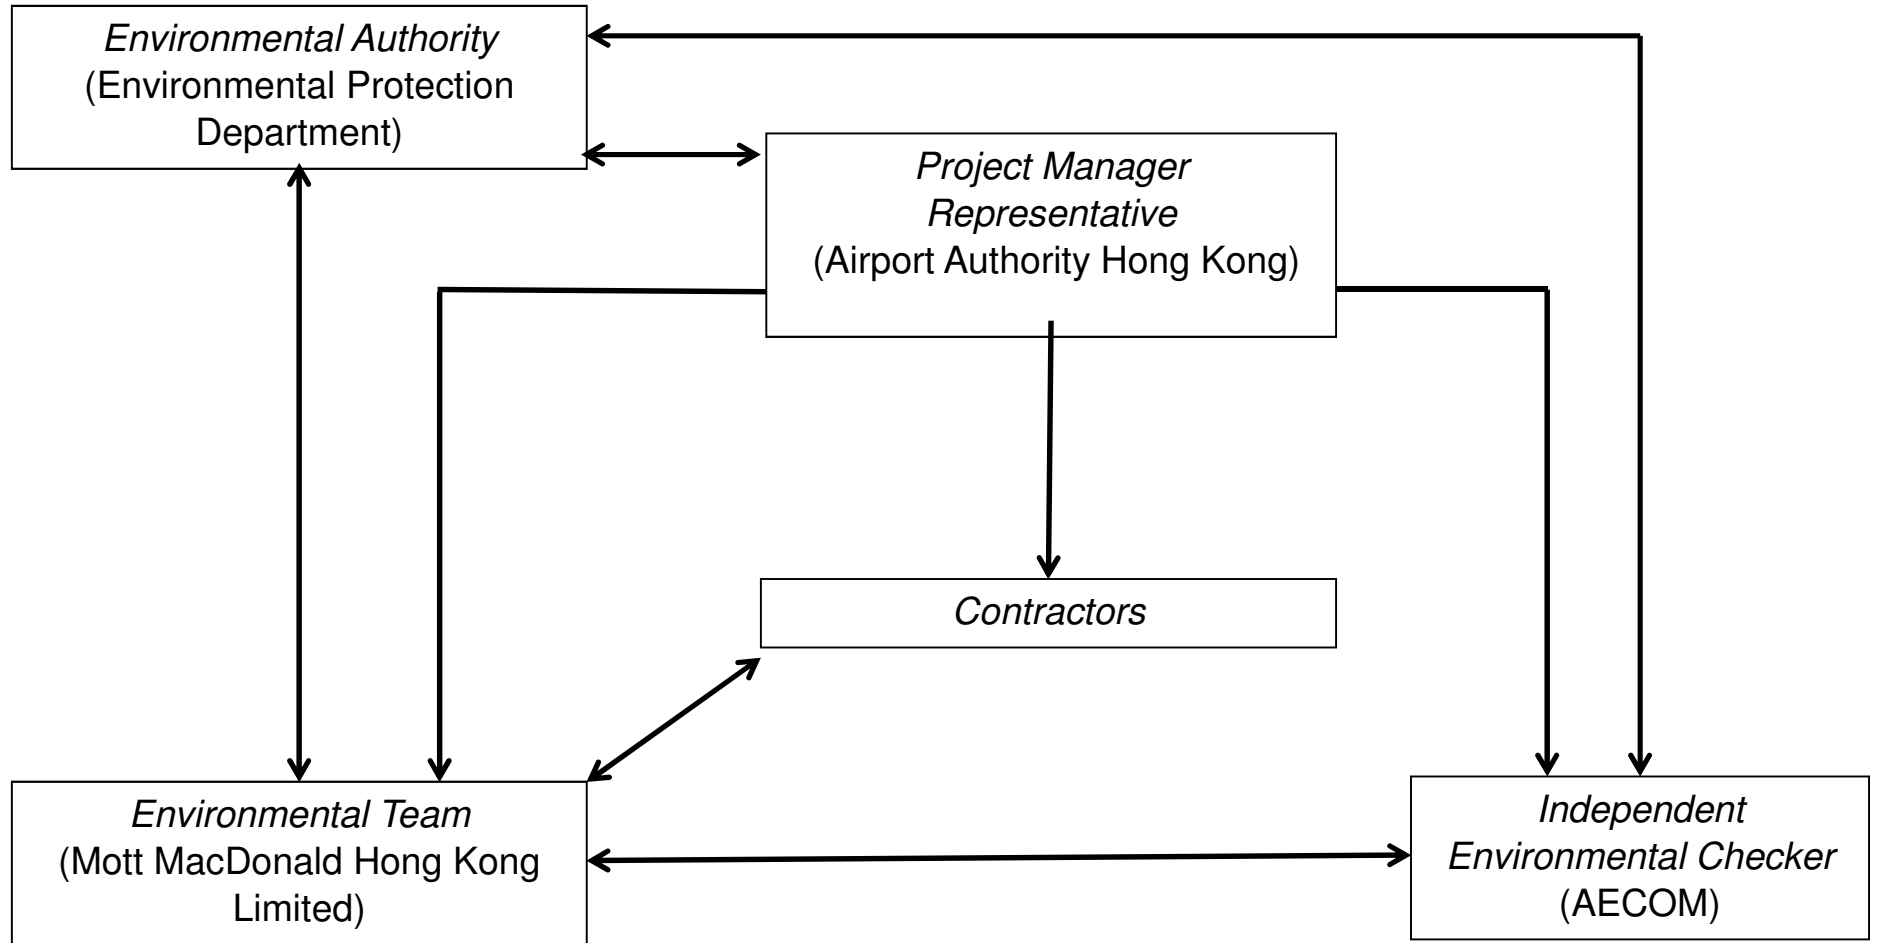 Environmental Authority
(Environmental Protection
Department)
Project Manager
Representative
(Airport Authority Hong Kong)
Contractors
Environmental Team
(Mott MacDonald Hong Kong
Limited)
Independent
Environmental Checker
(AECOM)